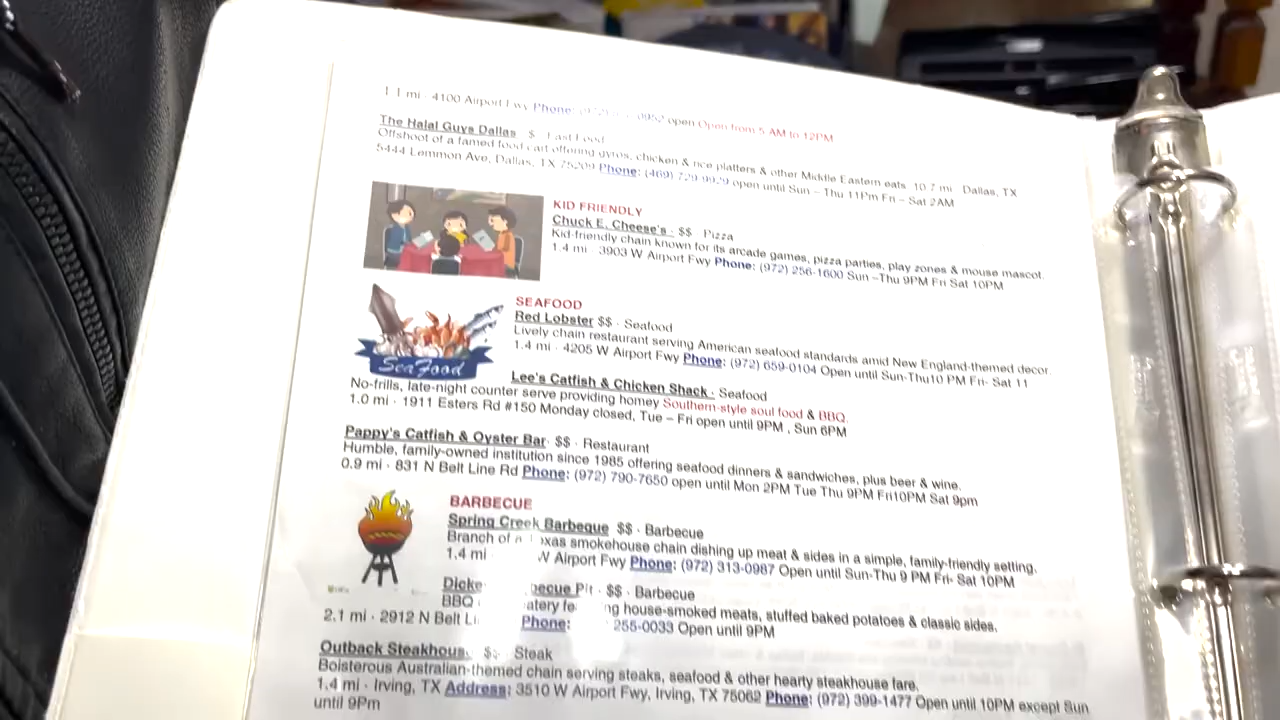 1.1 mi · 4100 Airport Fwy Phone: 0952 open Open from 5 AM to 12PM
The Halal Guys Dallas $ Fast Food
Offshoot of a famed food cart offering gyros, chicken & rice platters & other Middle Eastern eats 10.7 mi Dallas, TX
5444 Lemmon Ave, Dallas, TX 75209 Phone: (469) 729-9929 open until Sun – Thu 11Pm Fri – Sat 2AM
KID FRIENDLY
Chuck E. Cheese's · $$ · Pizza
Kid-friendly chain known for its arcade games, pizza parties, play zones & mouse mascot.
1.4 mi · 3903 W Airport Fwy Phone: (972) 256-1600 Sun –Thu 9PM Fri Sat 10PM
SEAFOOD
Red Lobster $$ · Seafood
Lively chain restaurant serving American seafood standards amid New England-themed decor.
1.4 mi · 4205 W Airport Fwy Phone: (972) 659-0104 Open until Sun-Thu10 PM Fri- Sat 11
SeaFood
Lee's Catfish & Chicken Shack · Seafood
No-frills, late-night counter serve providing homey Southern-style soul food & BBQ.
1.0 mi · 1911 Esters Rd #150 Monday closed, Tue – Fri open until 9PM , Sun 6PM
Pappy's Catfish & Oyster Bar· $$ · Restaurant
Humble, family-owned institution since 1985 offering seafood dinners & sandwiches, plus beer & wine.
0.9 mi · 831 N Belt Line Rd Phone: (972) 790-7650 open until Mon 2PM Tue Thu 9PM Fri10PM Sat 9pm
BARBECUE
Spring Creek Barbeque $$ · Barbecue
Branch of smokehouse chain dishing up meat & sides in a simple, family-friendly setting.
1.4 mi W Airport Fwy Phone: (972) 313-0987 Open until Sun-Thu 9 PM Fri- Sat 10PM
Pit · $$ · Barbecue
BBQ house-smoked meats, stuffed baked potatoes & classic sides.
2.1 mi · 2912 N Belt Phone: 255-0033 Open until 9PM
Outback · Steak
Boisterous Australian-themed chain serving steaks, seafood & other hearty steakhouse fare.
1.4 mi · Irving, TX Address: 3510 W Airport Fwy, Irving, TX 75062 Phone: (972) 399-1477 Open until 10PM except Sun
until 9Pm